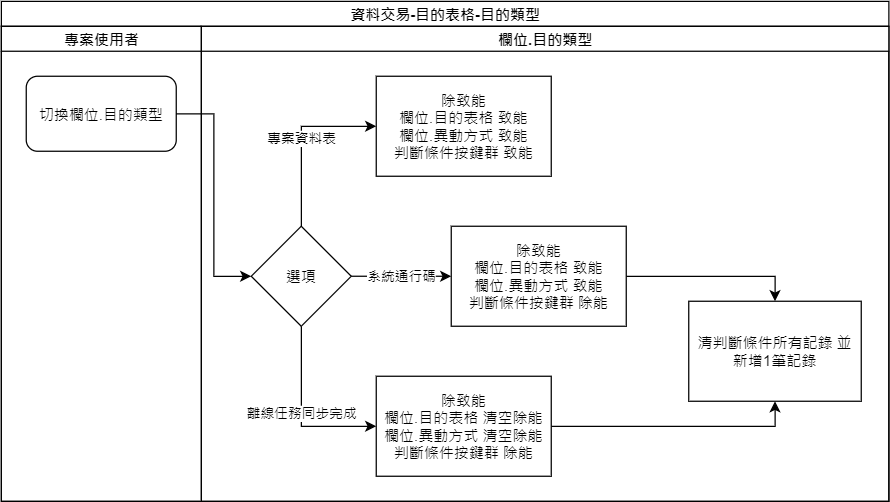 資料交易-目的表格-目的類型
專案使用者
欄位.目的類型
切換欄位.目的類型
專案資料表
除致能
欄位.目的表格 致能
欄位.異動方式 致能
判斷條件按鍵群 致能
選項
系統通行碼
除致能
欄位.目的表格 致能
欄位.異動方式 致能
判斷條件按鍵群 除能
清判斷條件所有記錄 並
新增1筆記錄
離線任務同步完成
除致能
欄位.目的表格 清空除能
欄位.異動方式 清空除能
判斷條件按鍵群 除能